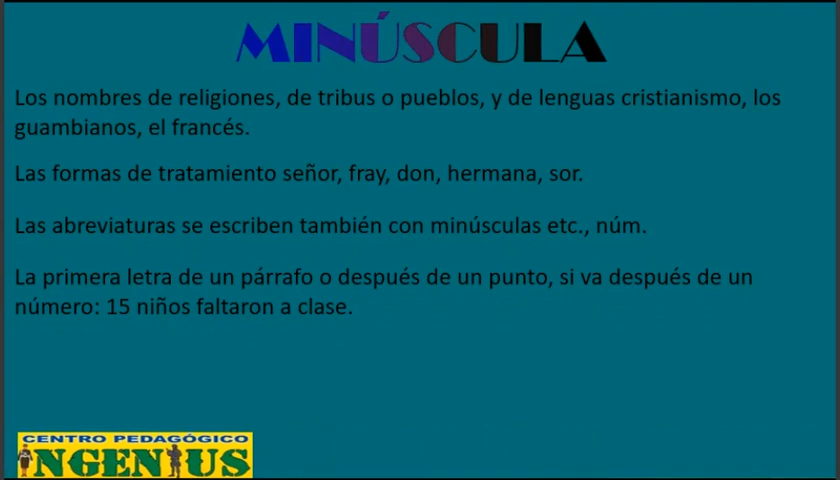 MINÚSCULA
Los nombres de religiones, de tribus o pueblos, y de lenguas cristianismo, los
guambianos, el francés.
Las formas de tratamiento señor, fray, don, hermana, sor.
Las abreviaturas se escriben también con minúsculas etc., núm.
La primera letra de un párrafo o después de un punto, si va después de un
número: 15 niños faltaron a clase.
CENTRO PEDAGÓGICO
INGENIUS